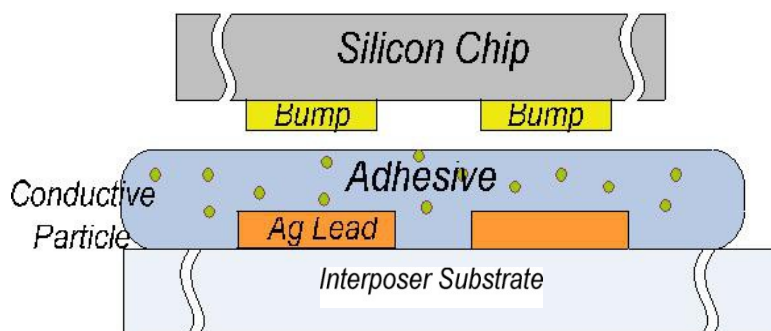 Silicon Chip
Bump
Bump
Adhesive
Conductive
Particle
Ag Lead
Interposer Substrate